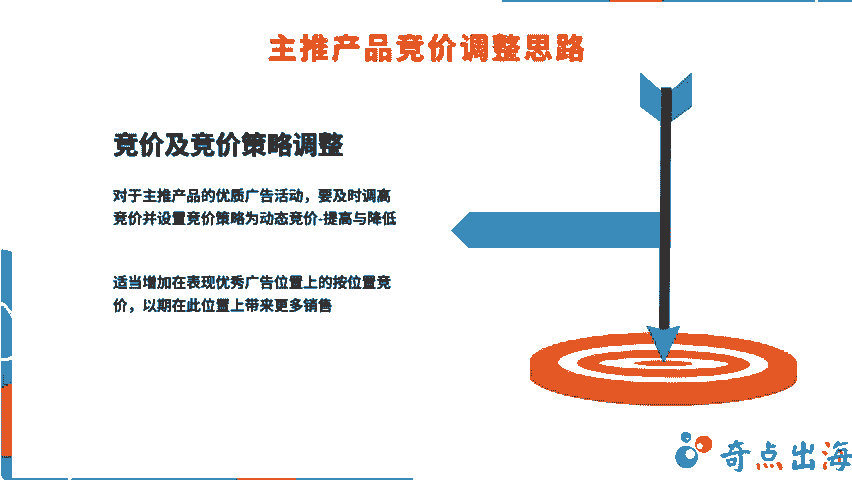 主推产品竞价调整思路
竞价及竞价策略调整
对于主推产品的优质广告活动，要及时调高
竞价并设置竞价策略为动态竞价-提高与降低
适当增加在表现优秀广告位置上的按位置竞
价，以期在此位置上带来更多销售
奇点出海